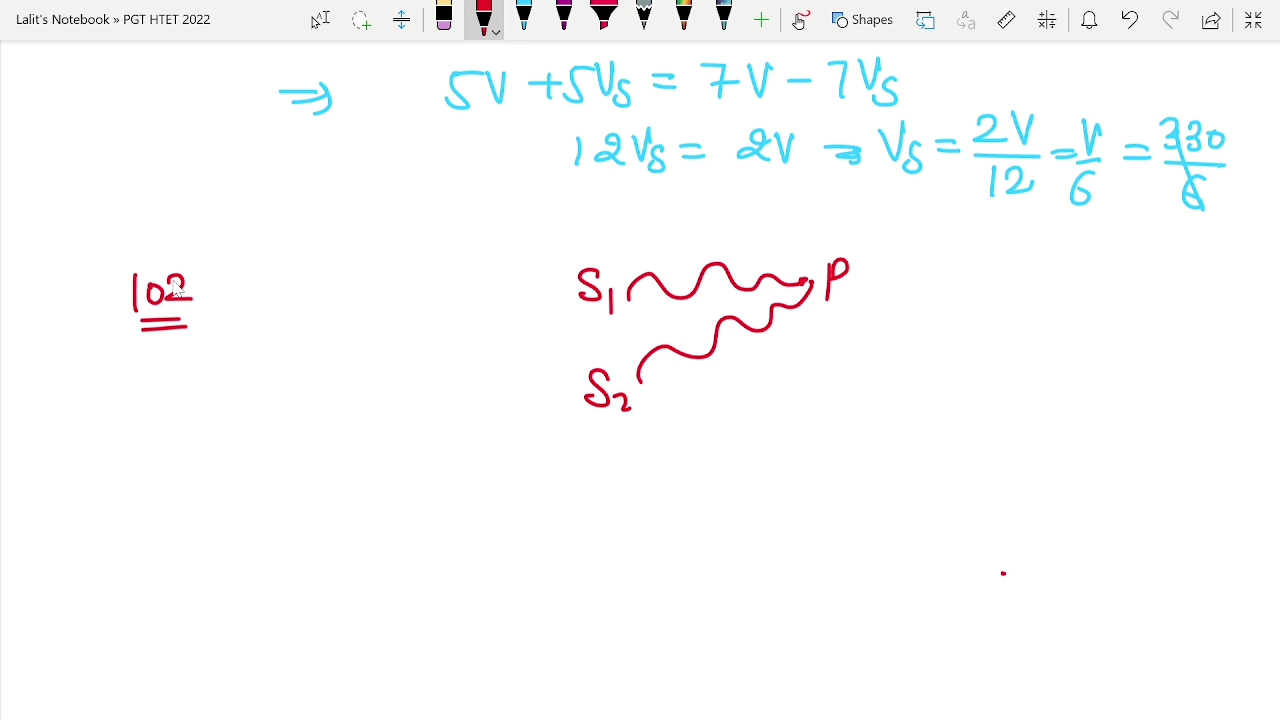 Lalit's Notebook » PGT HTET 2022
Shapes
⇒ 5V + 5Vs = 7V - 7Vs
12Vs = 2V → Vs = 2V/12 = V/6 = 330/6
102
S1 P
S2